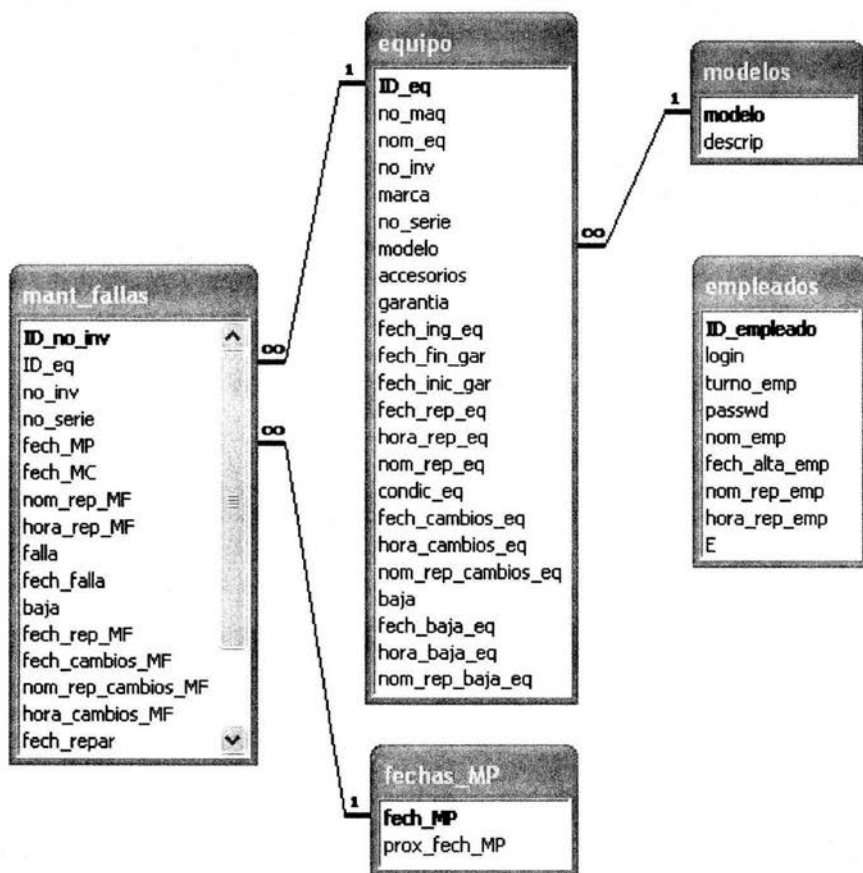 equipo
ID_eq
no_maq
nom_eq
no_inv
marca
no_serie
modelo
accesorios
garantia
fech_ing_eq
fech_fin_gar
fech_inic_gar
fech_rep_eq
hora_rep_eq
nom_rep_eq
condic_eq
fech_cambios_eq
hora_cambios_eq
nom_rep_cambios_eq
baja
fech_baja_eq
hora_baja_eq
nom_rep_baja_eq
1
modelos
modelo
descrip
1
∞
mant_fallas
ID_no_inv
ID_eq
no_inv
no_serie
fech_MP
fech_MC
nom_rep_MF
hora_rep_MF
falla
fech_falla
baja
fech_rep_MF
fech_cambios_MF
nom_rep_cambios_MF
hora_cambios_MF
fech_repar
∞
∞
empleados
ID_empleado
login
turno_emp
passwd
nom_emp
fech_alta_emp
nom_rep_emp
hora_rep_emp
E
fechas_MP
fech_MP
prox_fech_MP
1